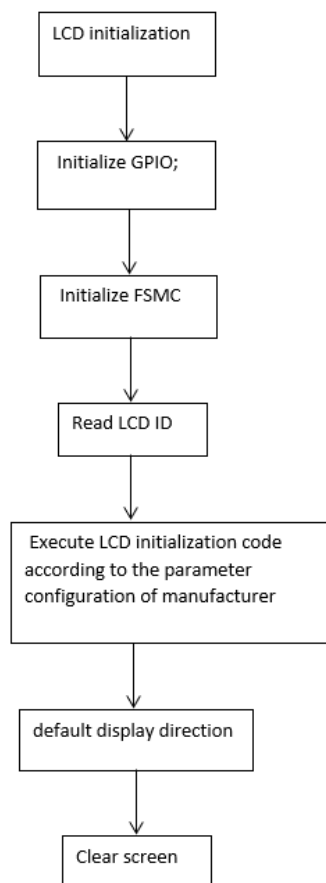 LCD initialization
Initialize GPIO;
Initialize FSMC
Read LCD ID
Execute LCD initialization code
according to the parameter
configuration of manufacturer
default display direction
Clear screen